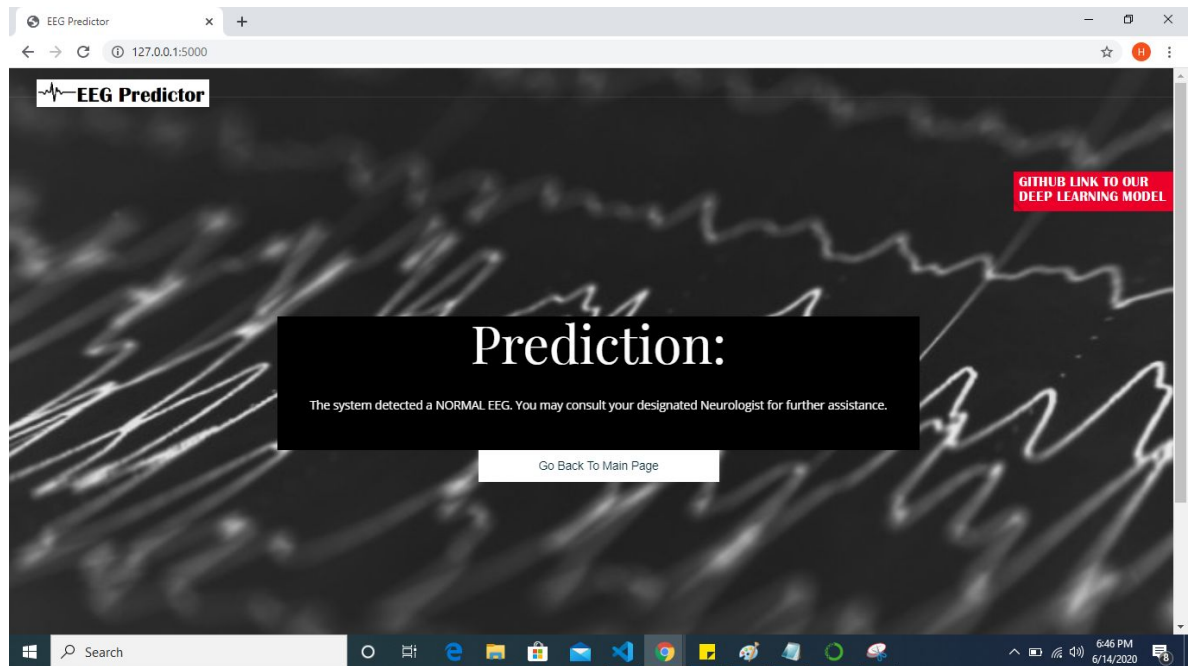 EEG Predictor
127.0.0.1:5000
H
EEG Predictor
GITHUB LINK TO OUR
DEEP LEARNING MODEL
Prediction:
The system detected a NORMAL EEG. You may consult your designated Neurologist for further assistance.
Go Back To Main Page
Search
6:46 PM
6/14/2020
8